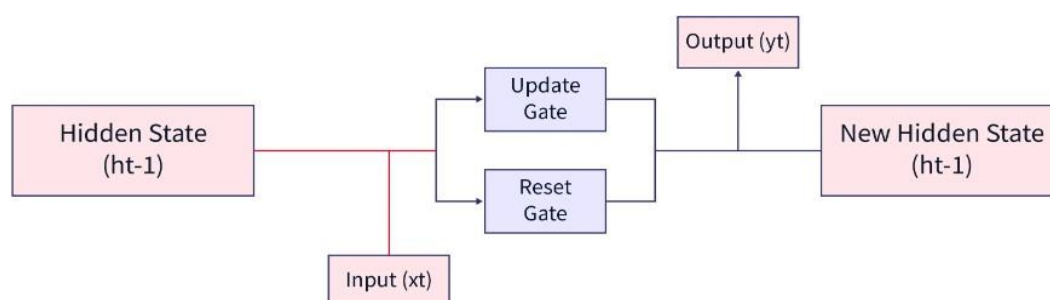 Output (yt)
Update
Gate
Hidden State
(ht-1)
New Hidden State
(ht-1)
Reset
Gate
Input (xt)